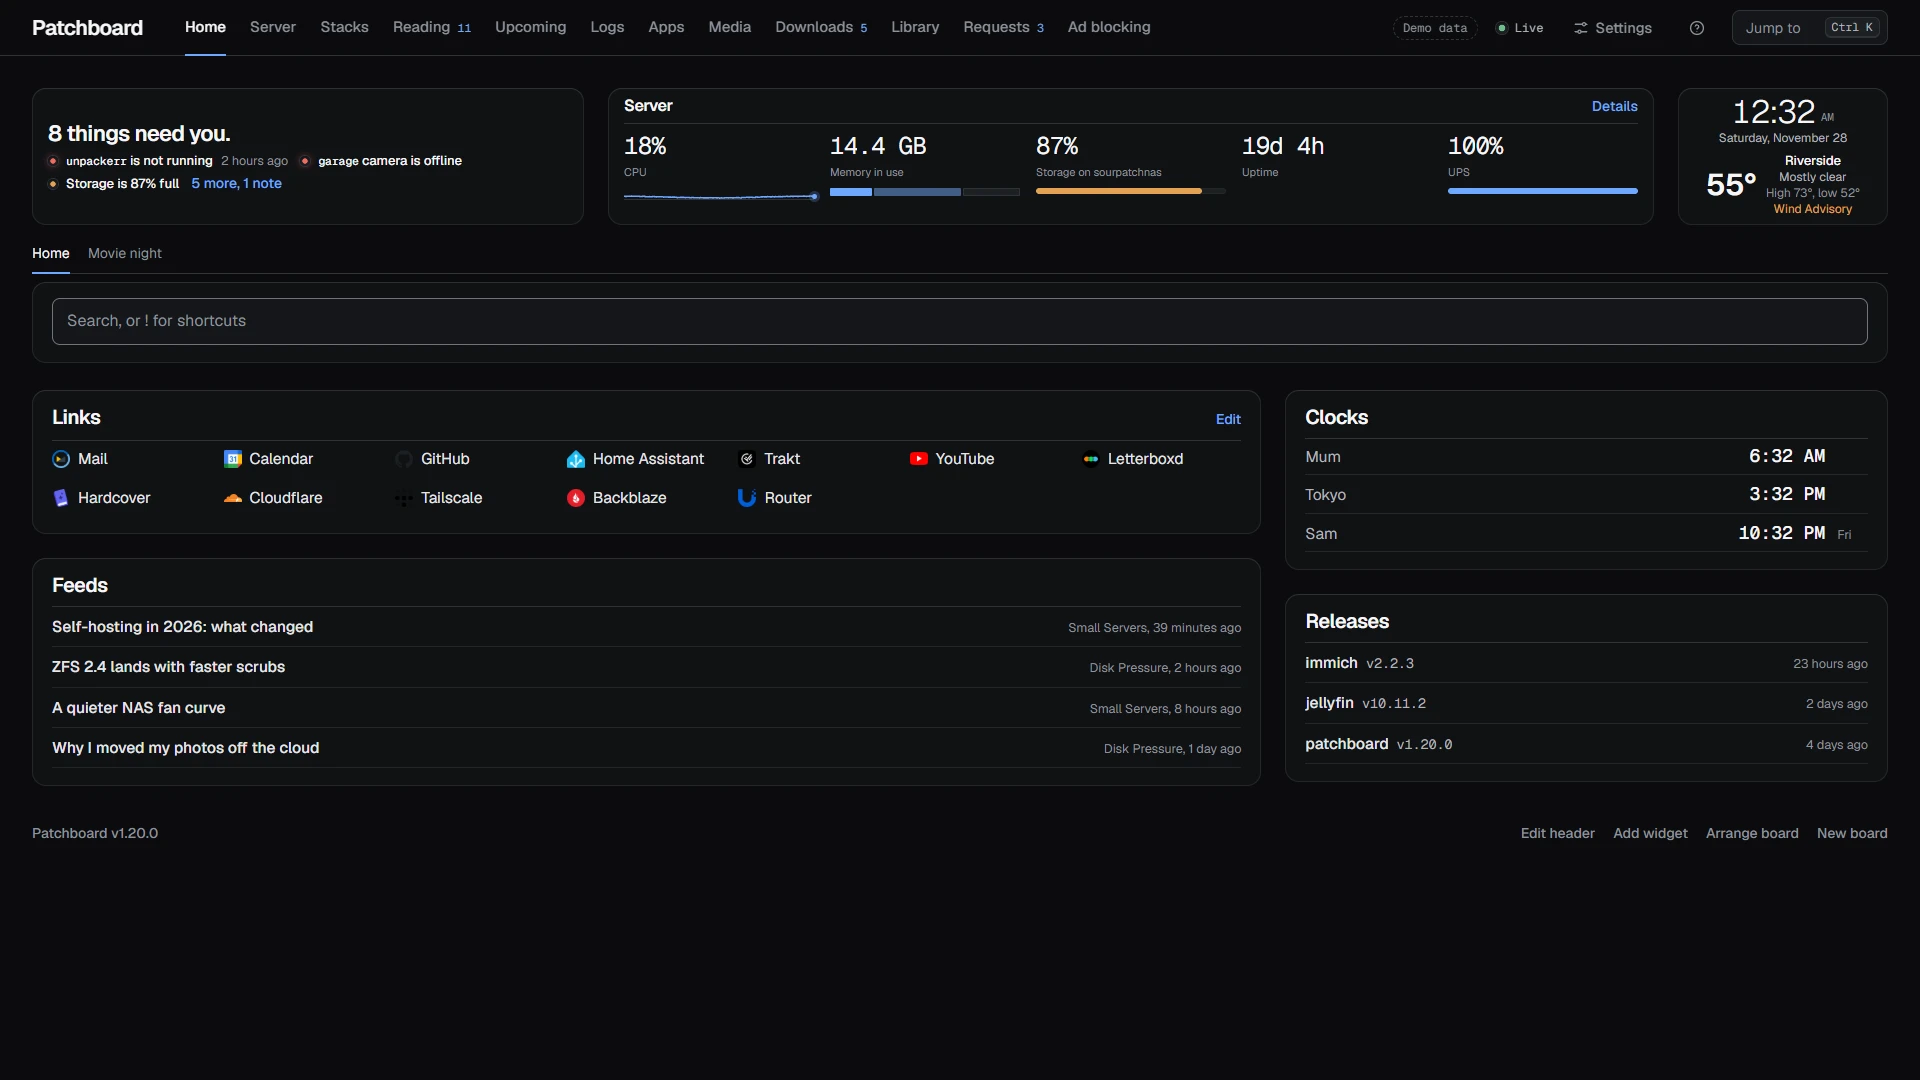 Patchboard Home Server Stacks Reading 11 Upcoming Logs Apps Media Downloads 5 Library Requests 3 Ad blocking Demo data Live Settings Jump to Ctrl K
8 things need you.
unpackerr is not running 2 hours ago garage camera is offline
Storage is 87% full 5 more, 1 note
Server Details
18% 14.4 GB 87% 19d 4h 100%
CPU Memory in use Storage on sourpatchnas Uptime UPS
12:32 AM
Saturday, November 28
55°
Riverside
Mostly clear
High 73°, low 52°
Wind Advisory
Home Movie night
Search, or ! for shortcuts
Links Edit
Mail Calendar GitHub Home Assistant Trakt YouTube Letterboxd
Hardcover Cloudflare Tailscale Backblaze Router
Clocks
Mum 6:32 AM
Tokyo 3:32 PM
Sam 10:32 PM Fri
Feeds
Self-hosting in 2026: what changed Small Servers, 39 minutes ago
ZFS 2.4 lands with faster scrubs Disk Pressure, 2 hours ago
A quieter NAS fan curve Small Servers, 8 hours ago
Why I moved my photos off the cloud Disk Pressure, 1 day ago
Releases
immich v2.2.3 23 hours ago
jellyfin v10.11.2 2 days ago
patchboard v1.20.0 4 days ago
Patchboard v1.20.0 Edit header Add widget Arrange board New board